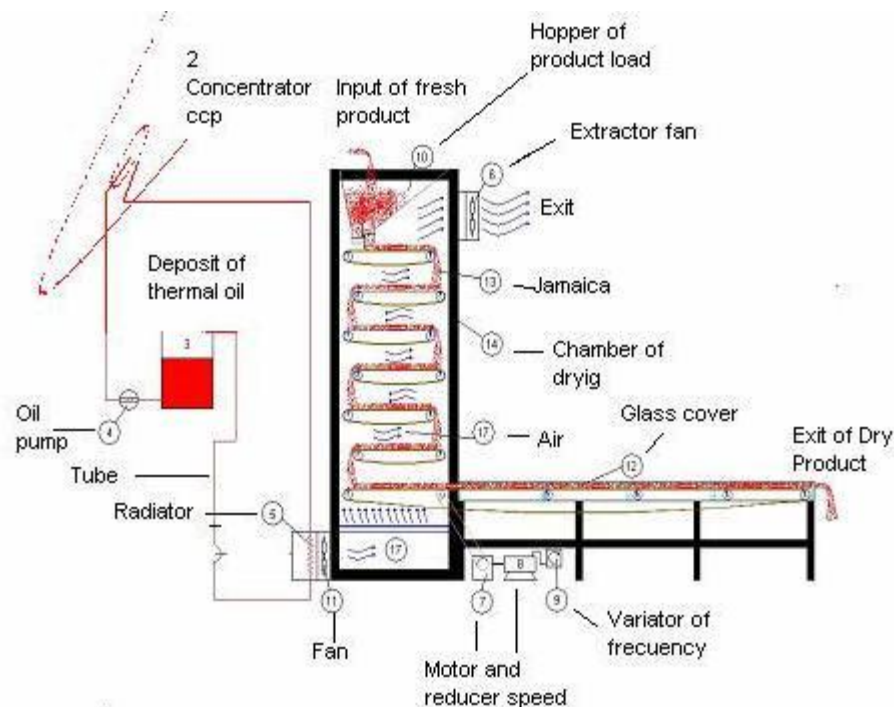 2
Concentrator
ccp
Input of fresh
product
Hopper of
product load
Extractor fan
10
6
Exit
Deposit of
thermal oil
3
13
Jamaica
14
Chamber of
dryig
Oil
pump
4
17
Air
Glass cover
12
Exit of Dry
Product
Tube
Radiator
5
17
11
Fan
7
8
9
Variator of
frecuency
Motor and
reducer speed